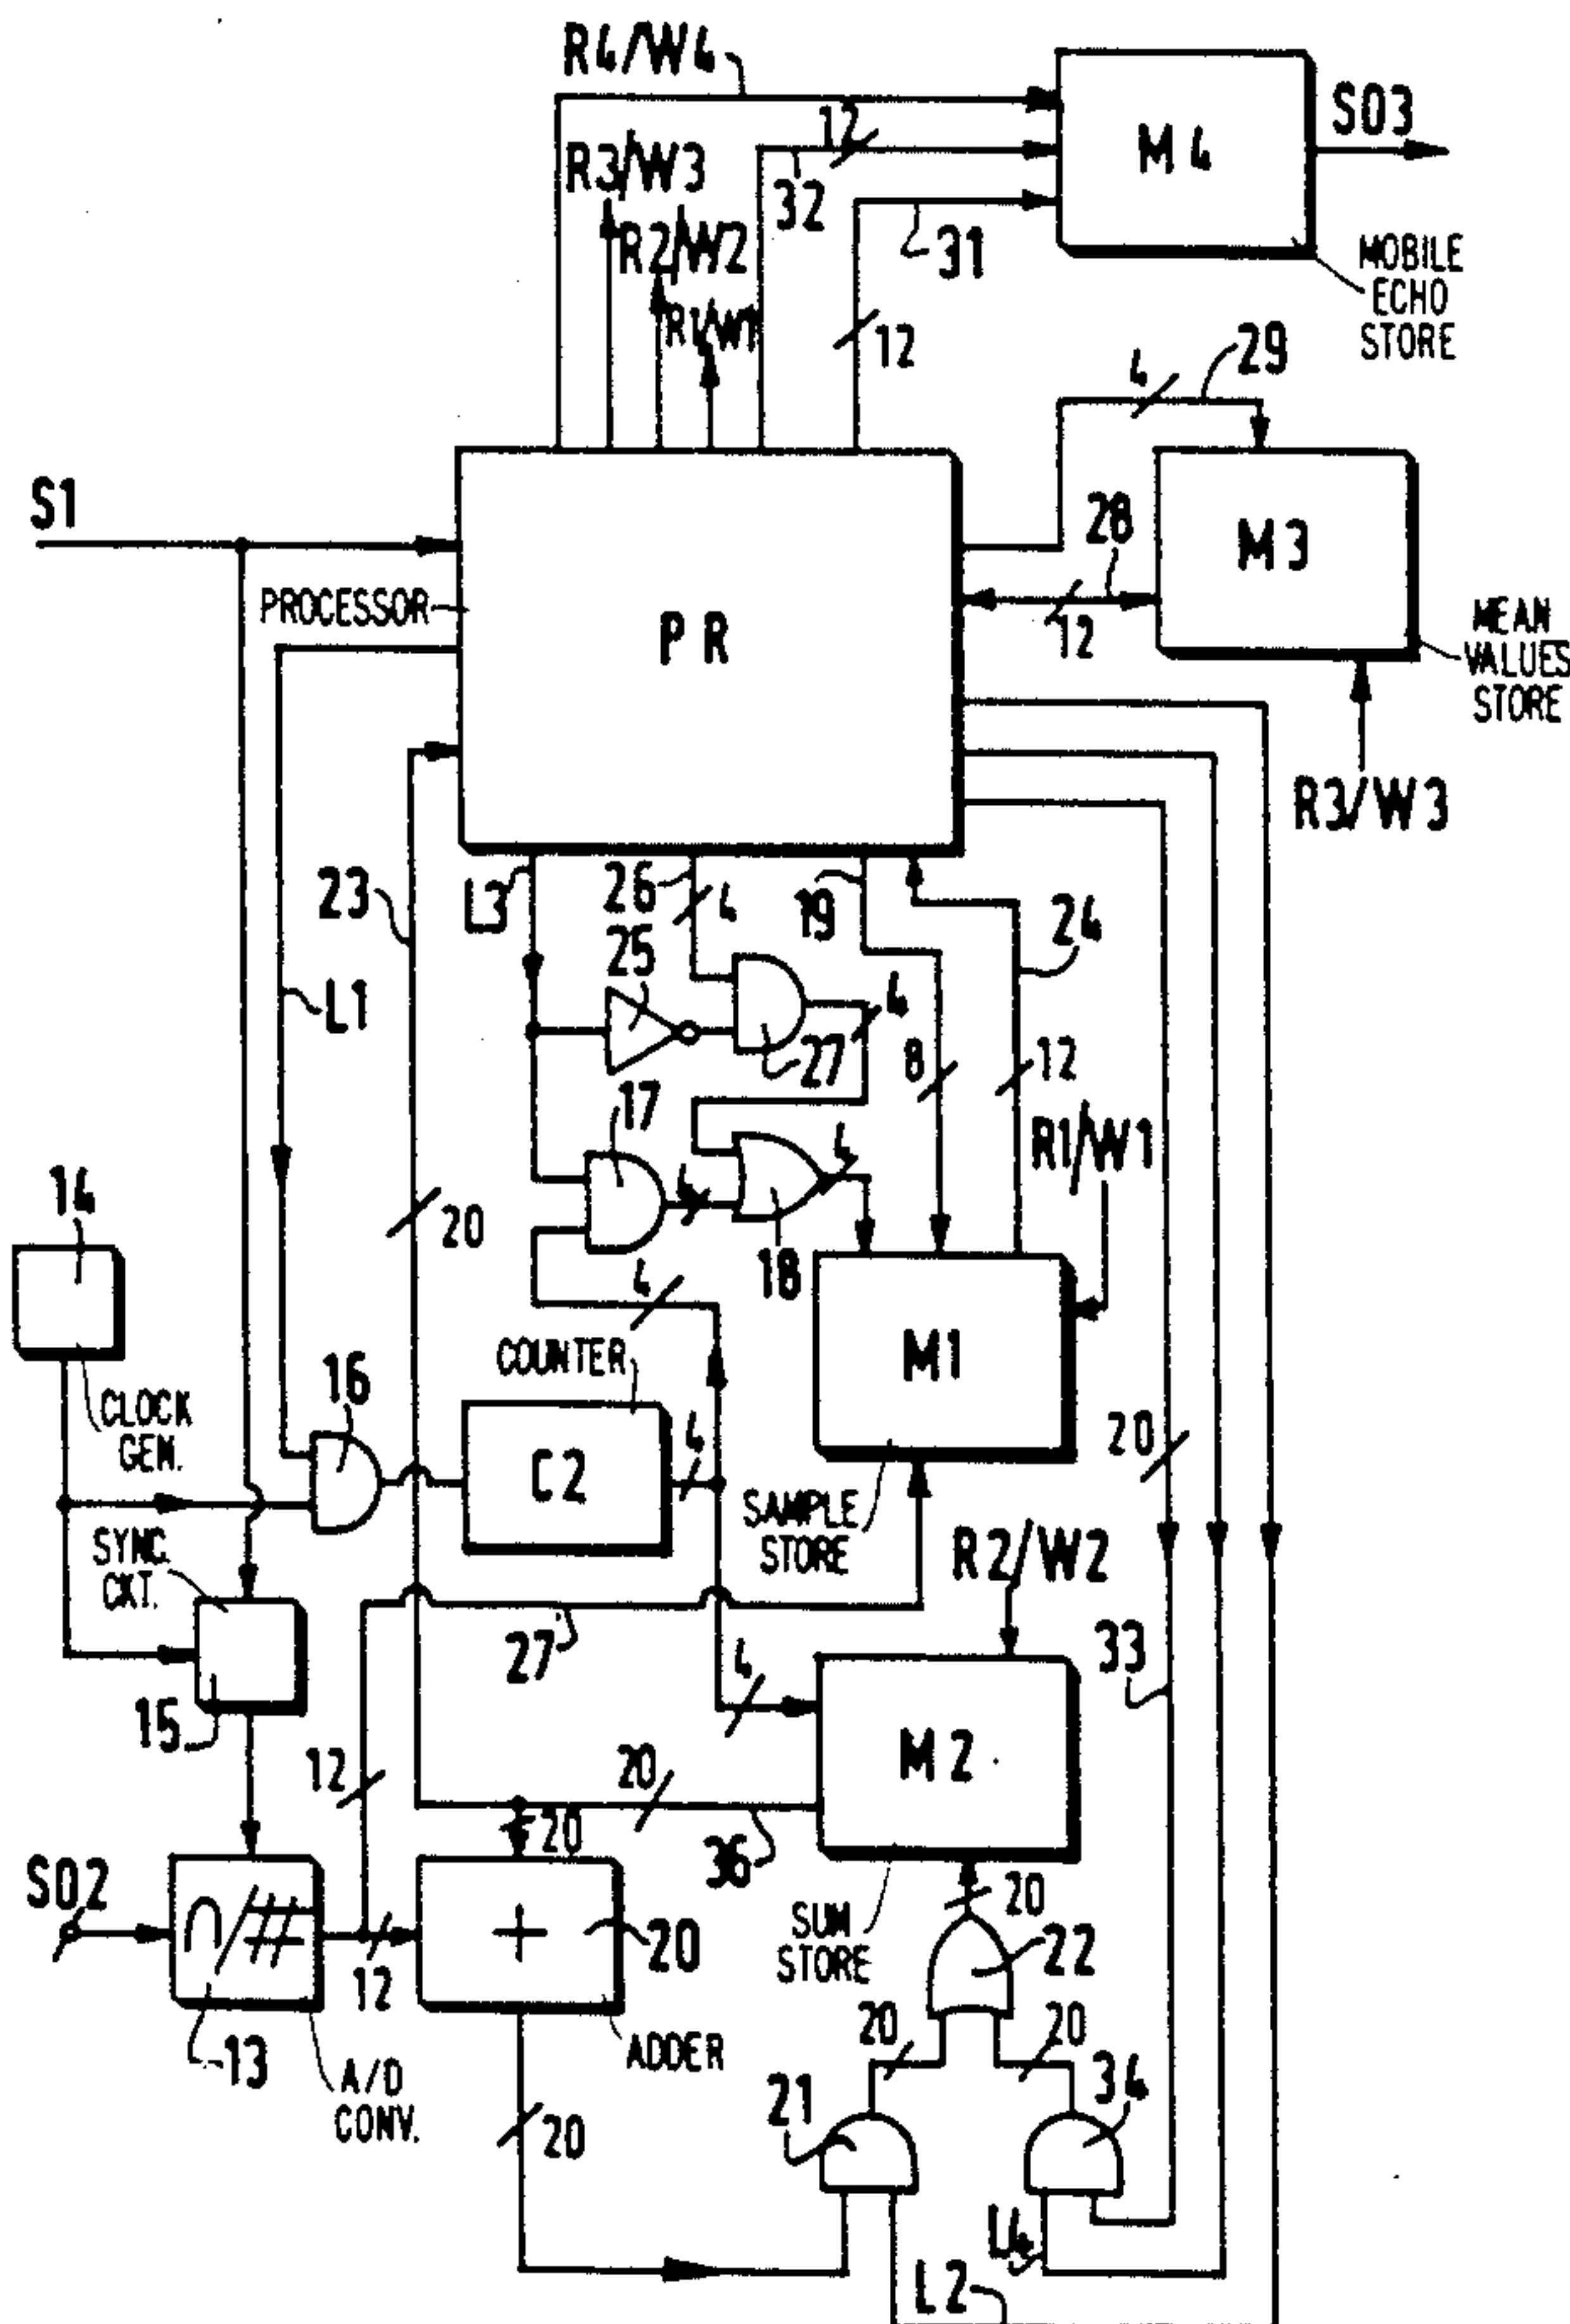 R4/W4
12
M4
S03
R3/W3
32
R2/W2
31
MOBILE
ECHO
STORE
R1/W1
12
4
29
S1
28
M3
PROCESSOR
PR
12
MEAN
VALUES
STORE
R3/W3
23
L3
26
4
19
24
25
L1
4
27
8
12
17
R1/W1
4
14
4
20
18
4
COUNTER
M1
16
CLOCK
GEN.
C2
4
20
SAMPLE
STORE
SYNC.
CKT.
R2/W2
27
33
4
15
M2
12
20
20
36
S02
20
SUM
STORE
20
22
12
13
ADDER
20
20
A/D
CONV.
21
34
20
L4
L2